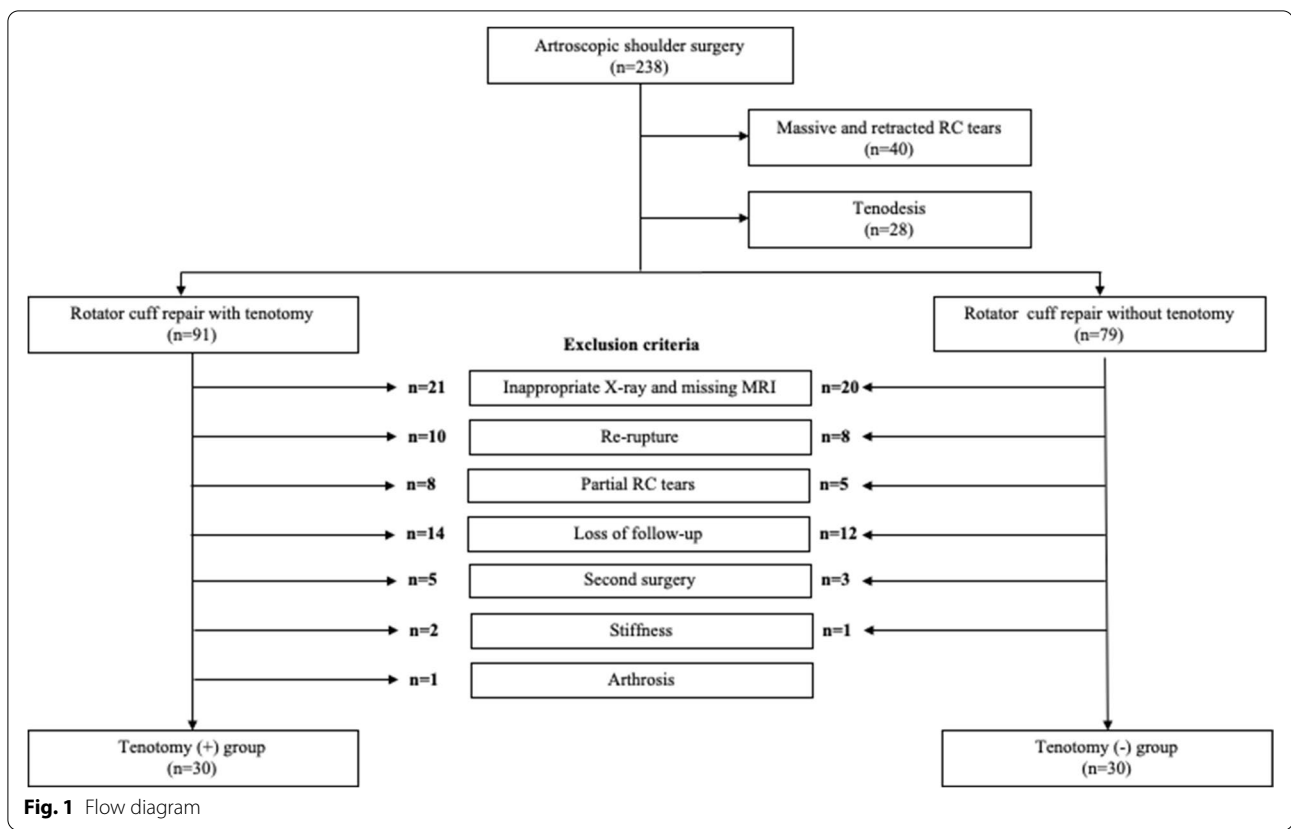 Artroscopic shoulder surgery
(n=238)
Massive and retracted RC tears
(n=40)
Tenodesis
(n=28)
Rotator cuff repair with tenotomy
(n=91)
Rotator cuff repair without tenotomy
(n=79)
Exclusion criteria
n=21 Inappropriate X-ray and missing MRI n=20
n=10 Re-rupture n=8
n=8 Partial RC tears n=5
n=14 Loss of follow-up n=12
n=5 Second surgery n=3
n=2 Stiffness n=1
n=1 Arthrosis
Tenotomy (+) group
(n=30)
Tenotomy (-) group
(n=30)
Fig. 1 Flow diagram